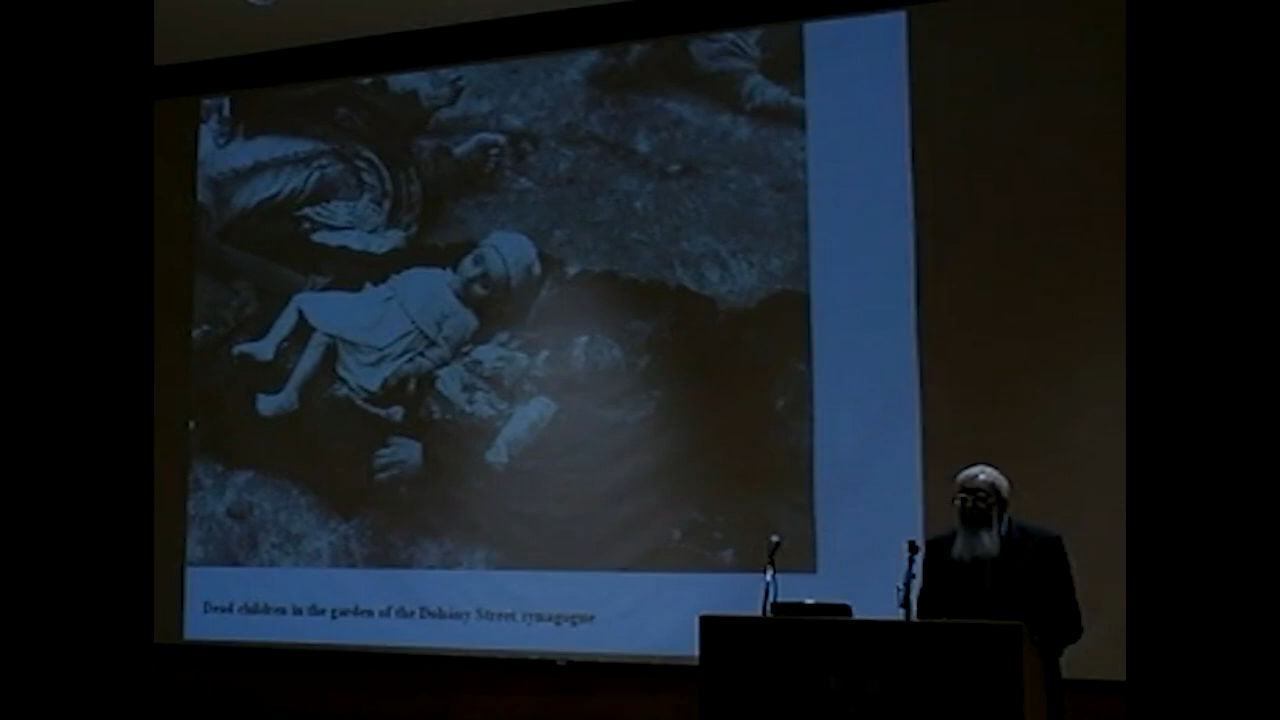 Dead children in the garden of the Dohány Street synagogue